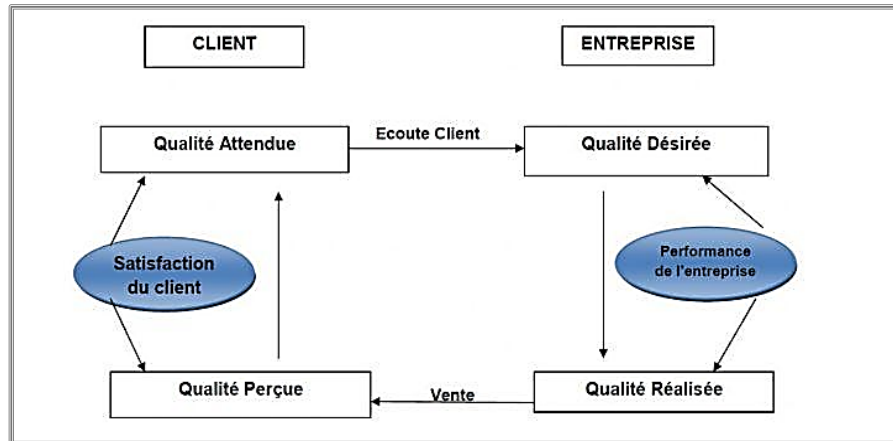 CLIENT
ENTREPRISE
Ecoute Client
Qualité Attendue
Qualité Désirée
Satisfaction
du client
Performance
de l'entreprise
Qualité Perçue
Vente
Qualité Réalisée